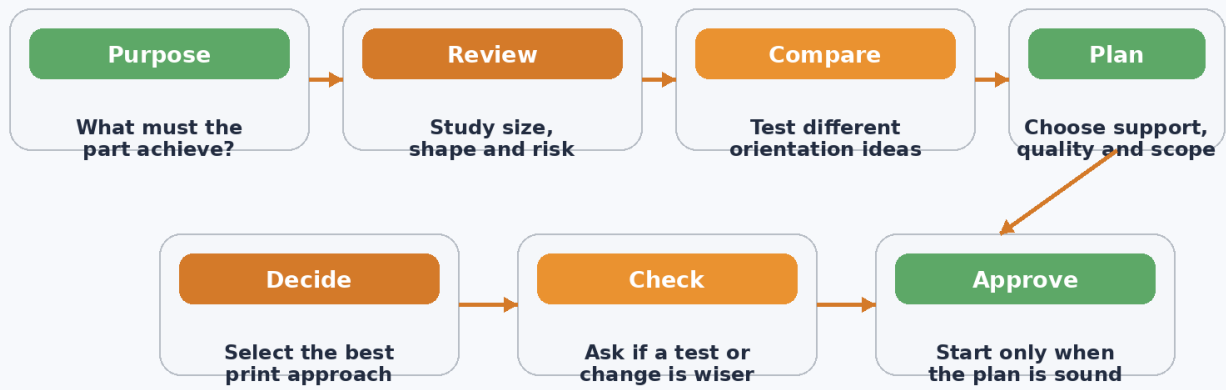 Purpose
What must the
part achieve?
Review
Study size,
shape and risk
Compare
Test different
orientation ideas
Plan
Choose support,
quality and scope
Decide
Select the best
print approach
Check
Ask if a test or
change is wiser
Approve
Start only when
the plan is sound